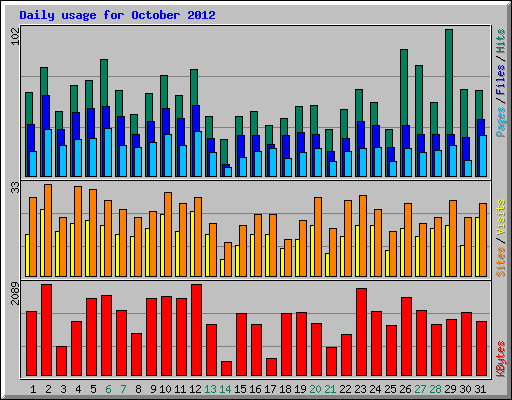 Daily usage for October 2012
102
Pages / Files / Hits
33
Sites / Visits
2089
KBytes
1 2 3 4 5 6 7 8 9 10 11 12 13 14 15 16 17 18 19 20 21 22 23 24 25 26 27 28 29 30 31